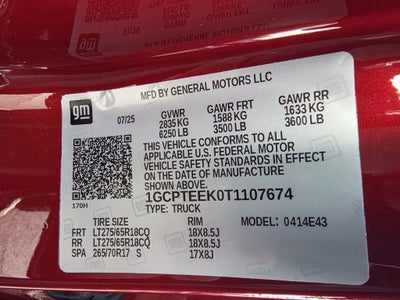 MFD BY GENERAL MOTORS LLC
gm
07/25
GVWR GAWR FRT GAWR RR
2835 KG 1588 KG 1633 KG
6250 LB 3500 LB 3600 LB
THIS VEHICLE CONFORMS TO ALL
APPLICABLE U.S. FEDERAL MOTOR
VEHICLE SAFETY STANDARDS IN EFFECT
ON THE DATE OF MANUFACTURE SHOWN ABOVE.
170H
1GCPTEEK0T1107674
TYPE: TRUCK MODEL: 0414E43
TIRE SIZE RIM
FRT LT275/65R18CQ 18X8.5J
RR LT275/65R18CQ 18X8.5J
SPA 265/70R17 S 17X8J